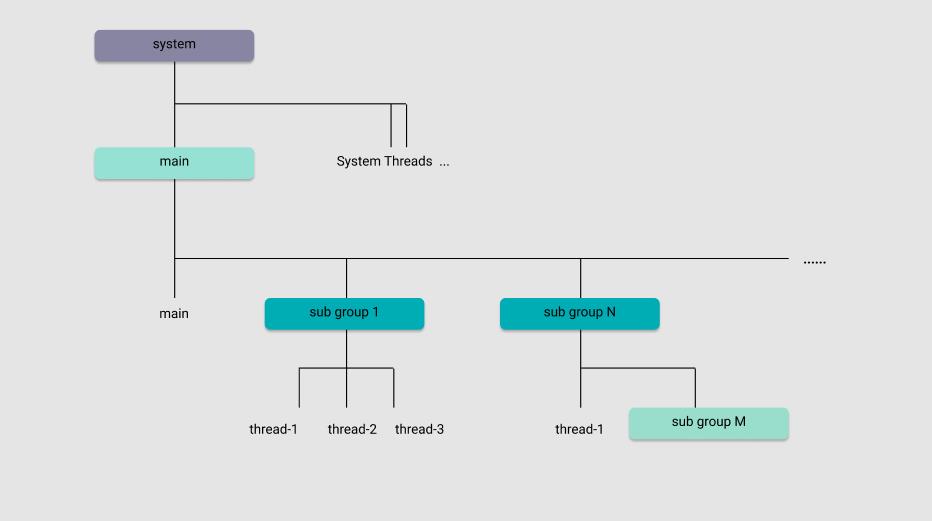 system
main
System Threads ...
......
main
sub group 1
sub group N
thread-1
thread-2
thread-3
thread-1
sub group M